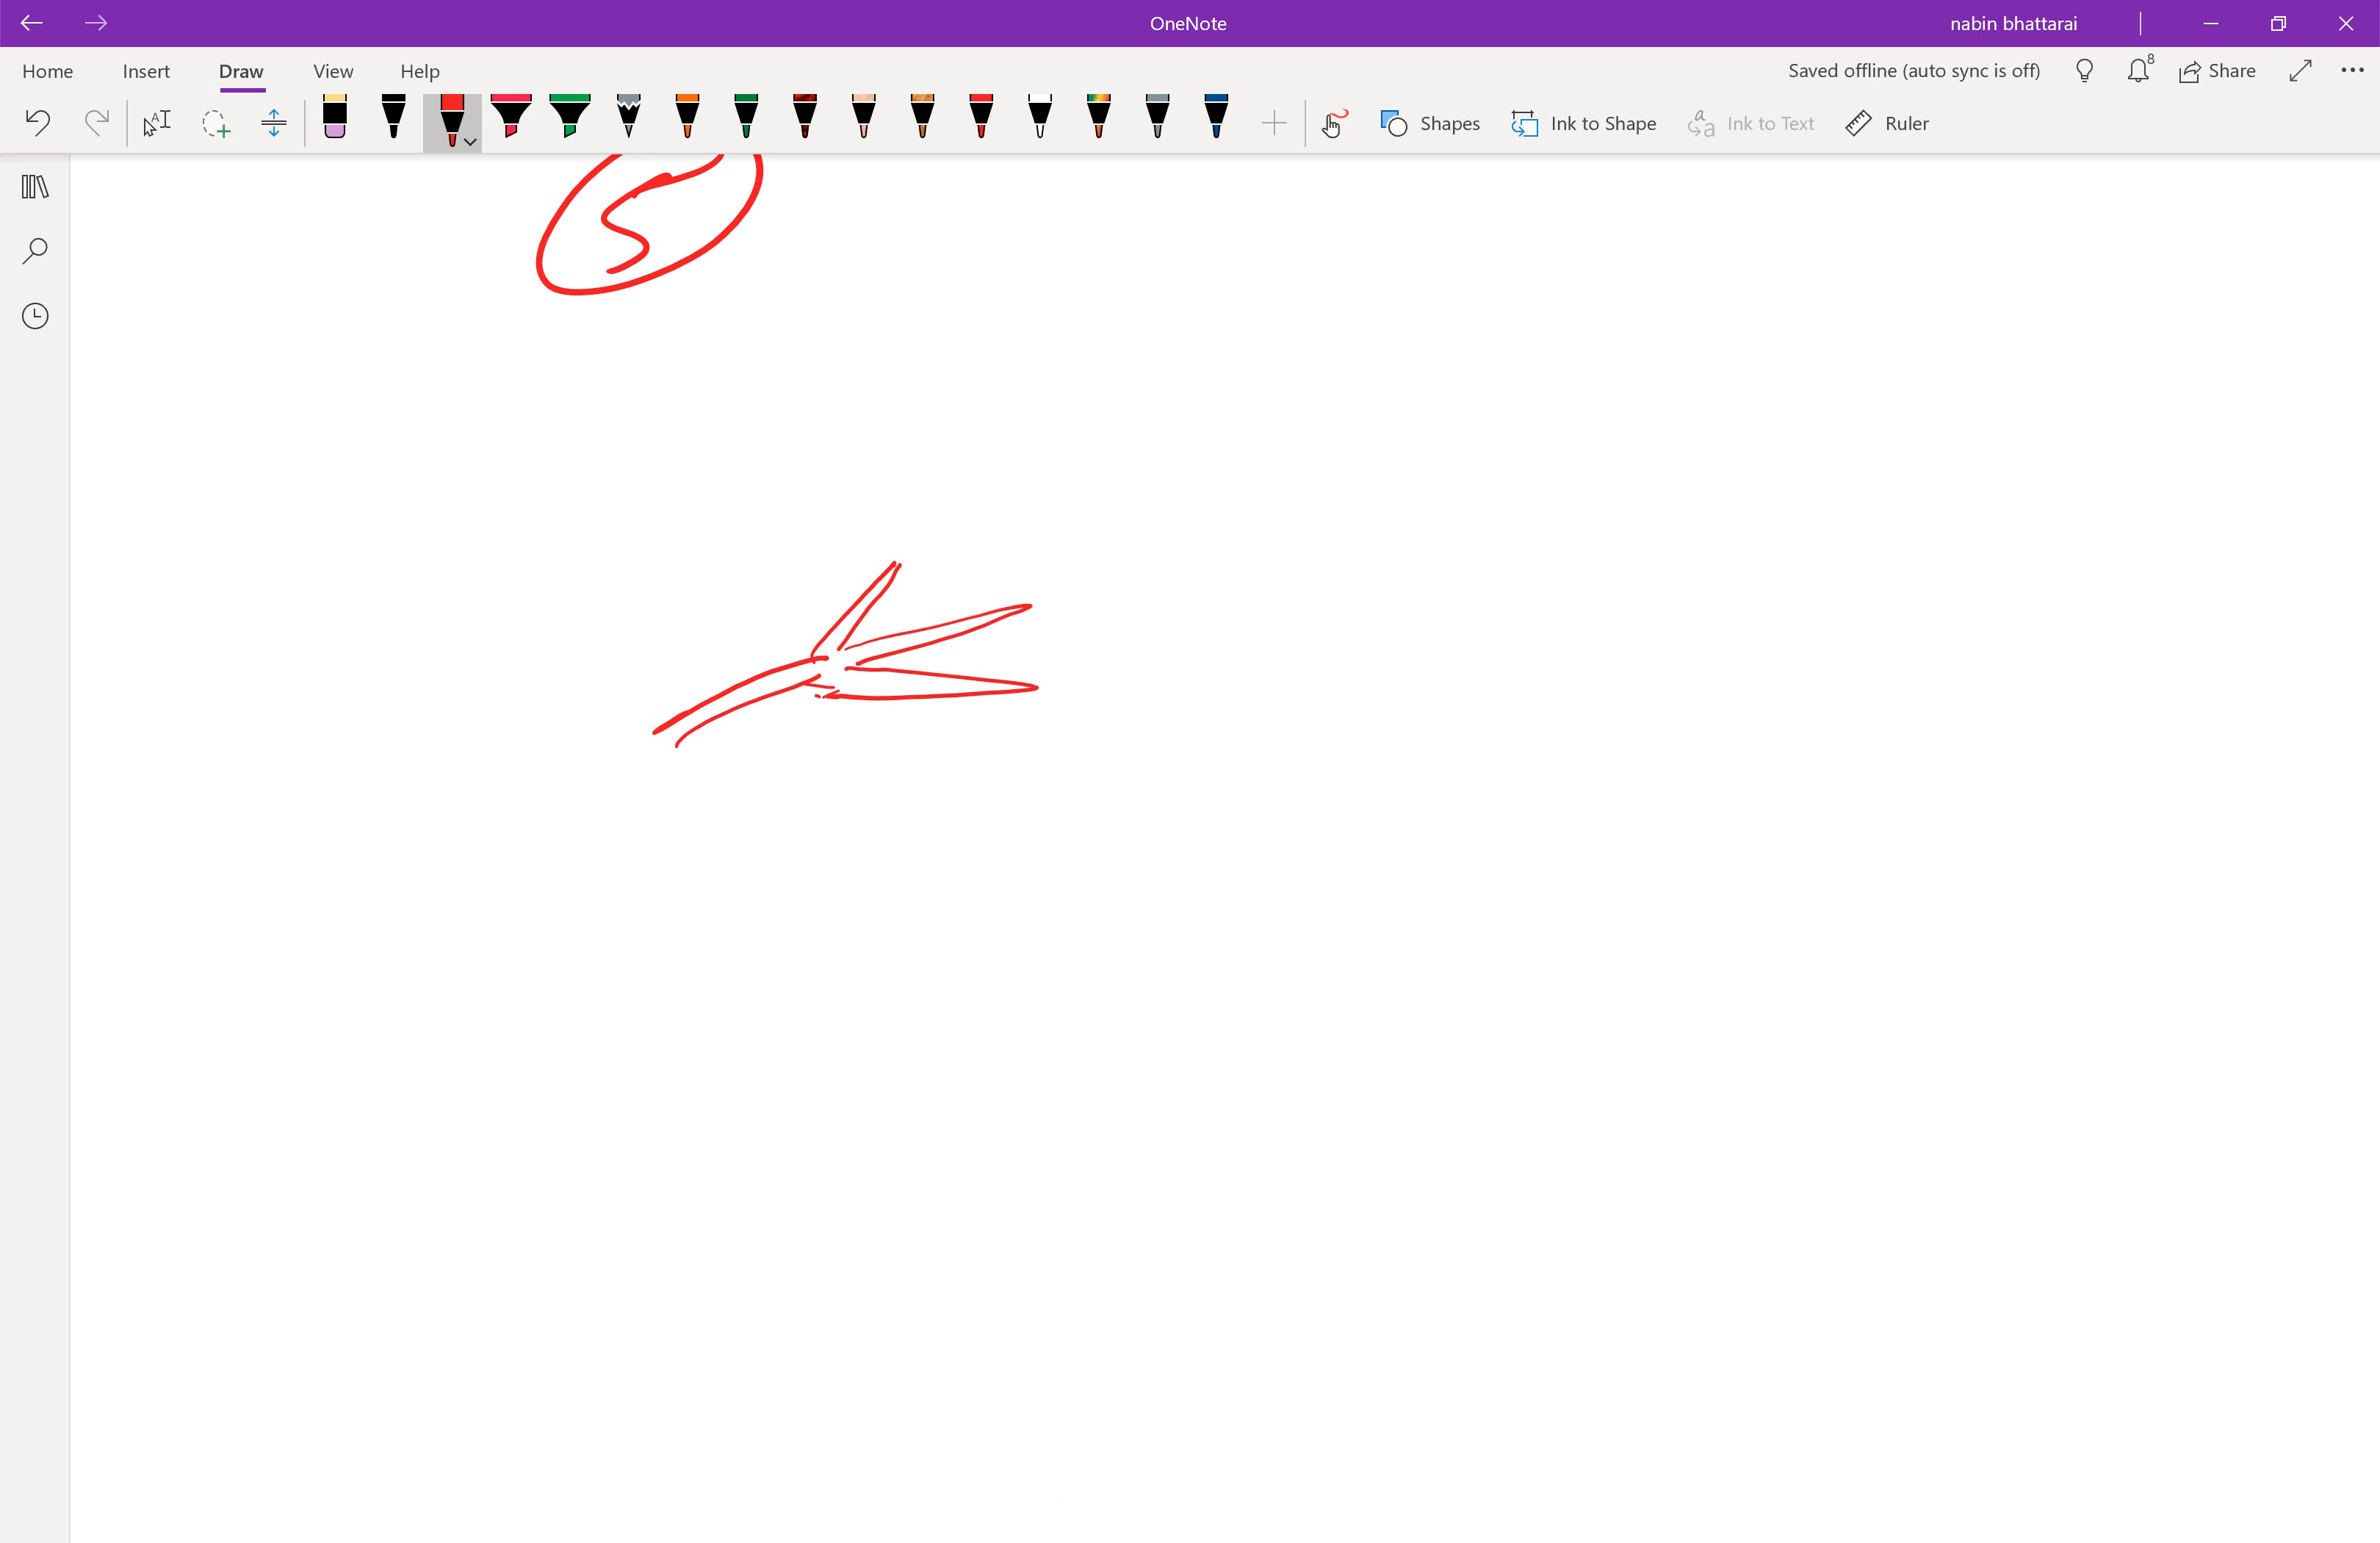 OneNote
nabin bhattarai
Home Insert Draw View Help
Saved offline (auto sync is off) 8 Share
Shapes Ink to Shape Ink to Text Ruler
5